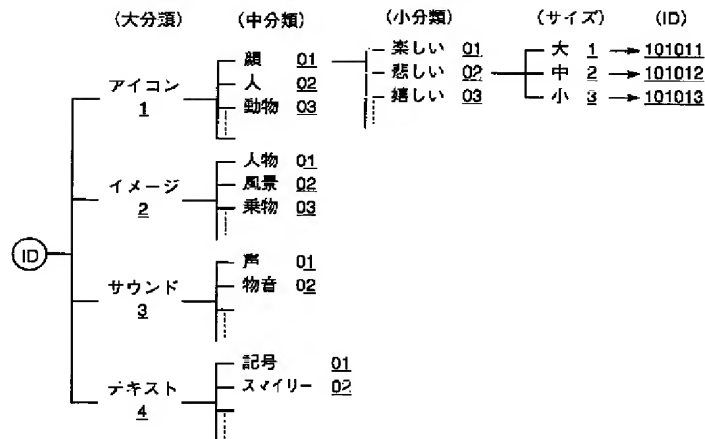 (大分類) (中分類) (小分類) (サイズ) (ID)
顔 01 楽しい 01 大 1 101011
アイコン 人 02 悲しい 02 中 2 101012
1 動物 03 嬉しい 03 小 3 101013
人物 01
イメージ 風景 02
2 乗物 03
ID
声 01
サウンド 物音 02
3
記号 01
テキスト スマイリー 02
4